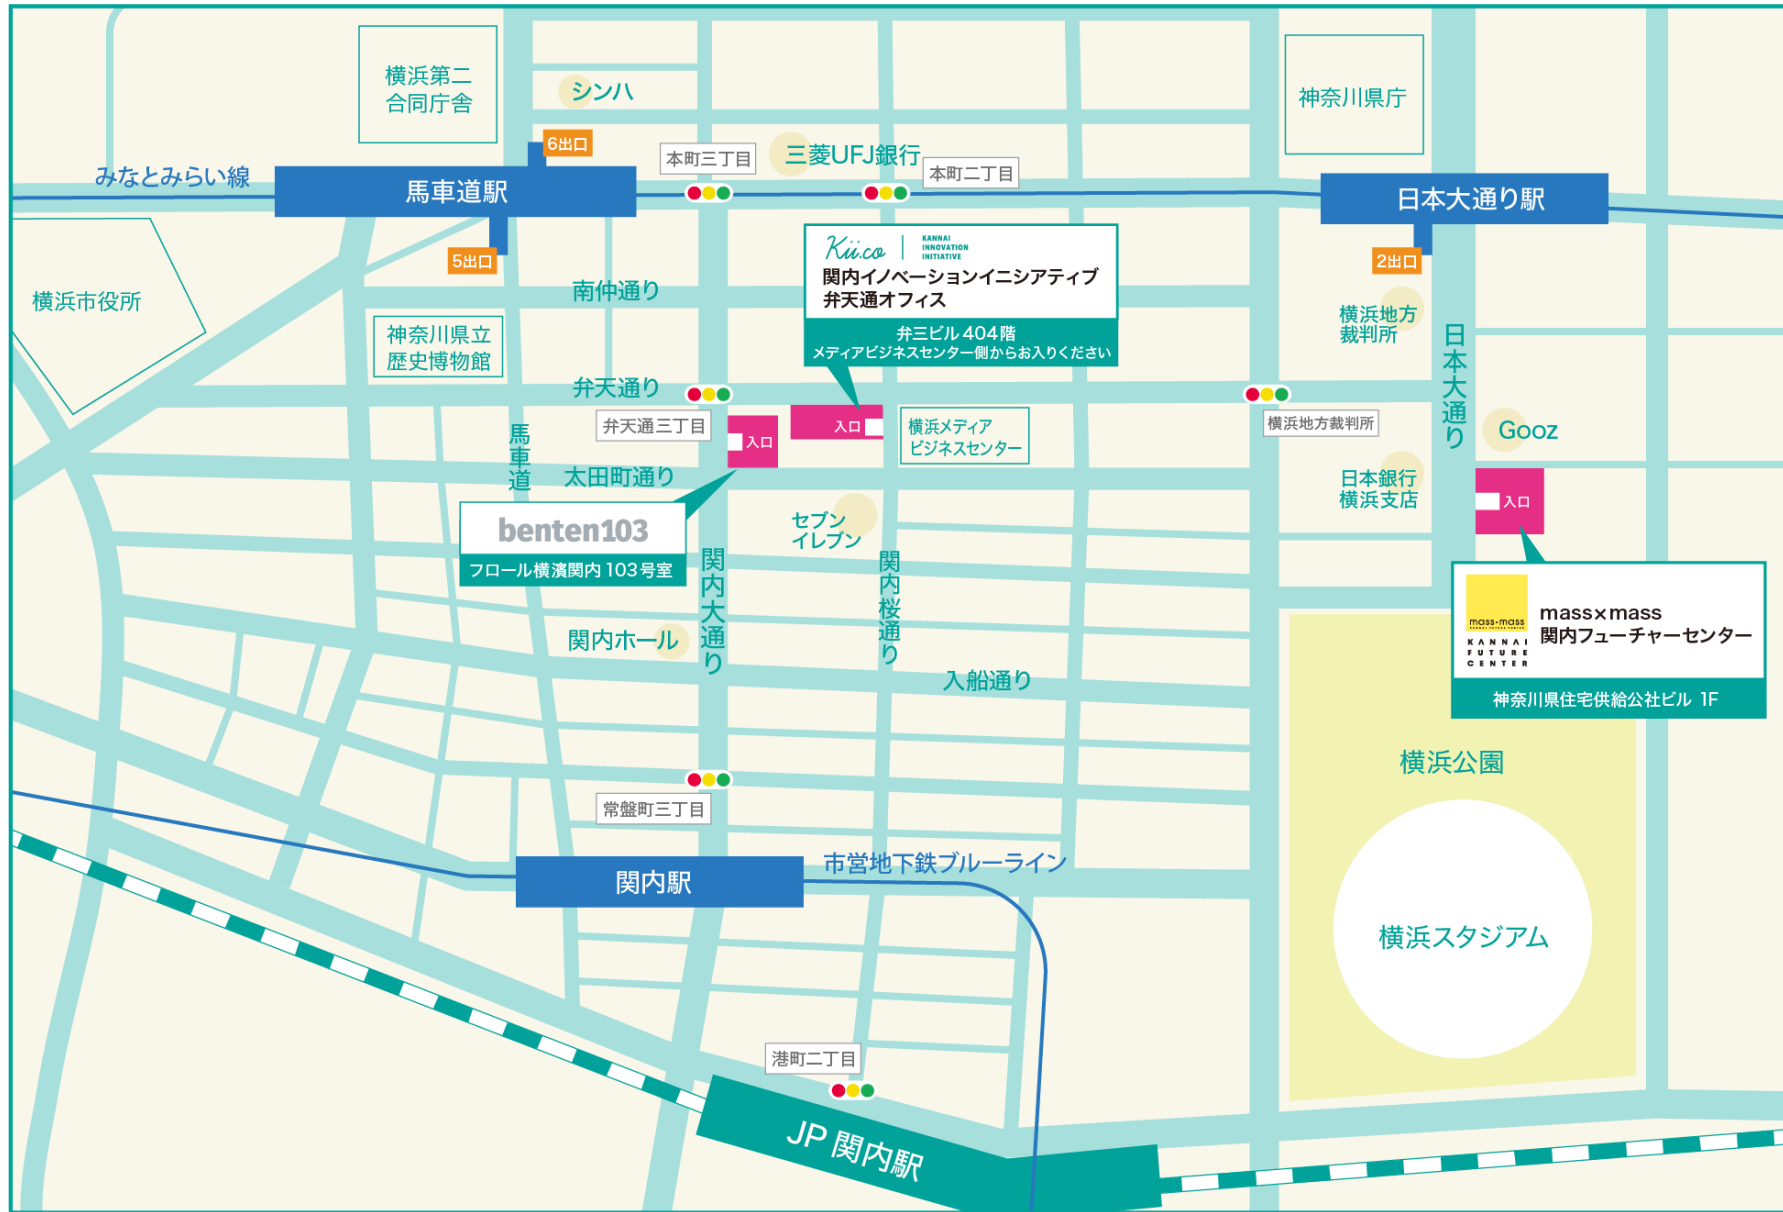 横浜第二
合同庁舎
シンハ
神奈川県庁
6出口
本町三丁目
三菱UFJ銀行
本町二丁目
みなとみらい線
馬車道駅
日本大通り駅
5出口
2出口
Kii.co
KANNAI
INNOVATION
INITIATIVE
関内イノベーションイニシアティブ
弁天通オフィス
弁三ビル 404階
メディアビジネスセンター側からお入りください
横浜市役所
南仲通り
神奈川県立
歴史博物館
横浜地方
裁判所
日本大通り
弁天通り
弁天通三丁目
入口
入口
横浜メディア
ビジネスセンター
横浜地方裁判所
Gooz
馬車道
太田町通り
日本銀行
横浜支店
入口
benten103
フロール横濱関内 103号室
セブン
イレブン
関内大通り
関内桜通り
mass×mass
KANNAI FUTURE CENTER
KANNAI
FUTURE
CENTER
mass×mass
関内フューチャーセンター
神奈川県住宅供給公社ビル 1F
関内ホール
入船通り
横浜公園
常盤町三丁目
市営地下鉄ブルーライン
関内駅
横浜スタジアム
港町二丁目
JP 関内駅